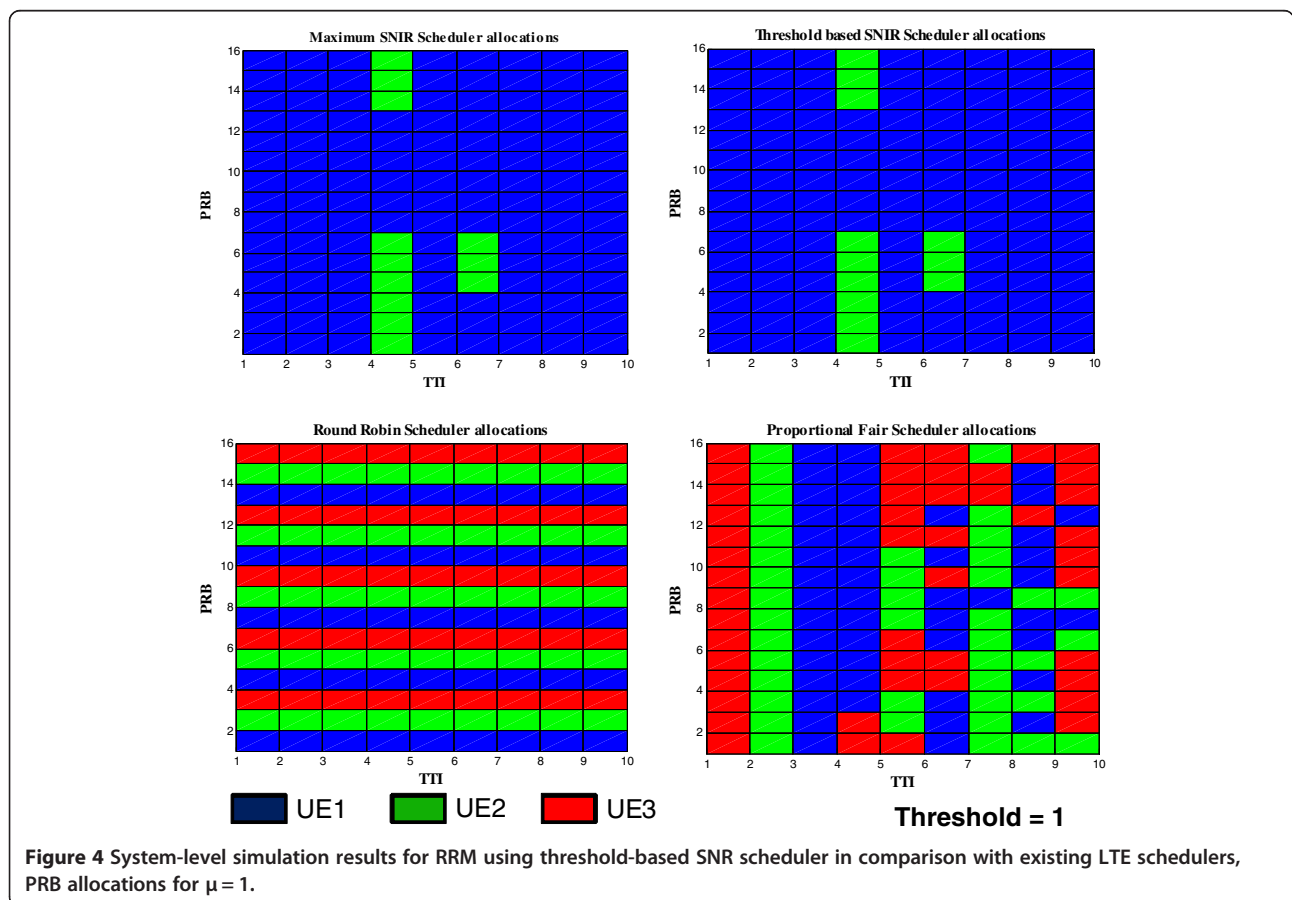 Maximum SNIR Scheduler allocations
16
14
12
10
8
6
4
2
PRB
1 2 3 4 5 6 7 8 9 10
TTI
Threshold based SNIR Scheduler allocations
16
14
12
10
8
6
4
2
PRB
1 2 3 4 5 6 7 8 9 10
TTI
Round Robin Scheduler allocations
16
14
12
10
8
6
4
2
PRB
1 2 3 4 5 6 7 8 9 10
TTI
Proportional Fair Scheduler allocations
16
14
12
10
8
6
4
2
PRB
1 2 3 4 5 6 7 8 9 10
TTI
UE1 UE2 UE3
Threshold = 1
Figure 4 System-level simulation results for RRM using threshold-based SNR scheduler in comparison with existing LTE schedulers,
PRB allocations for μ = 1.